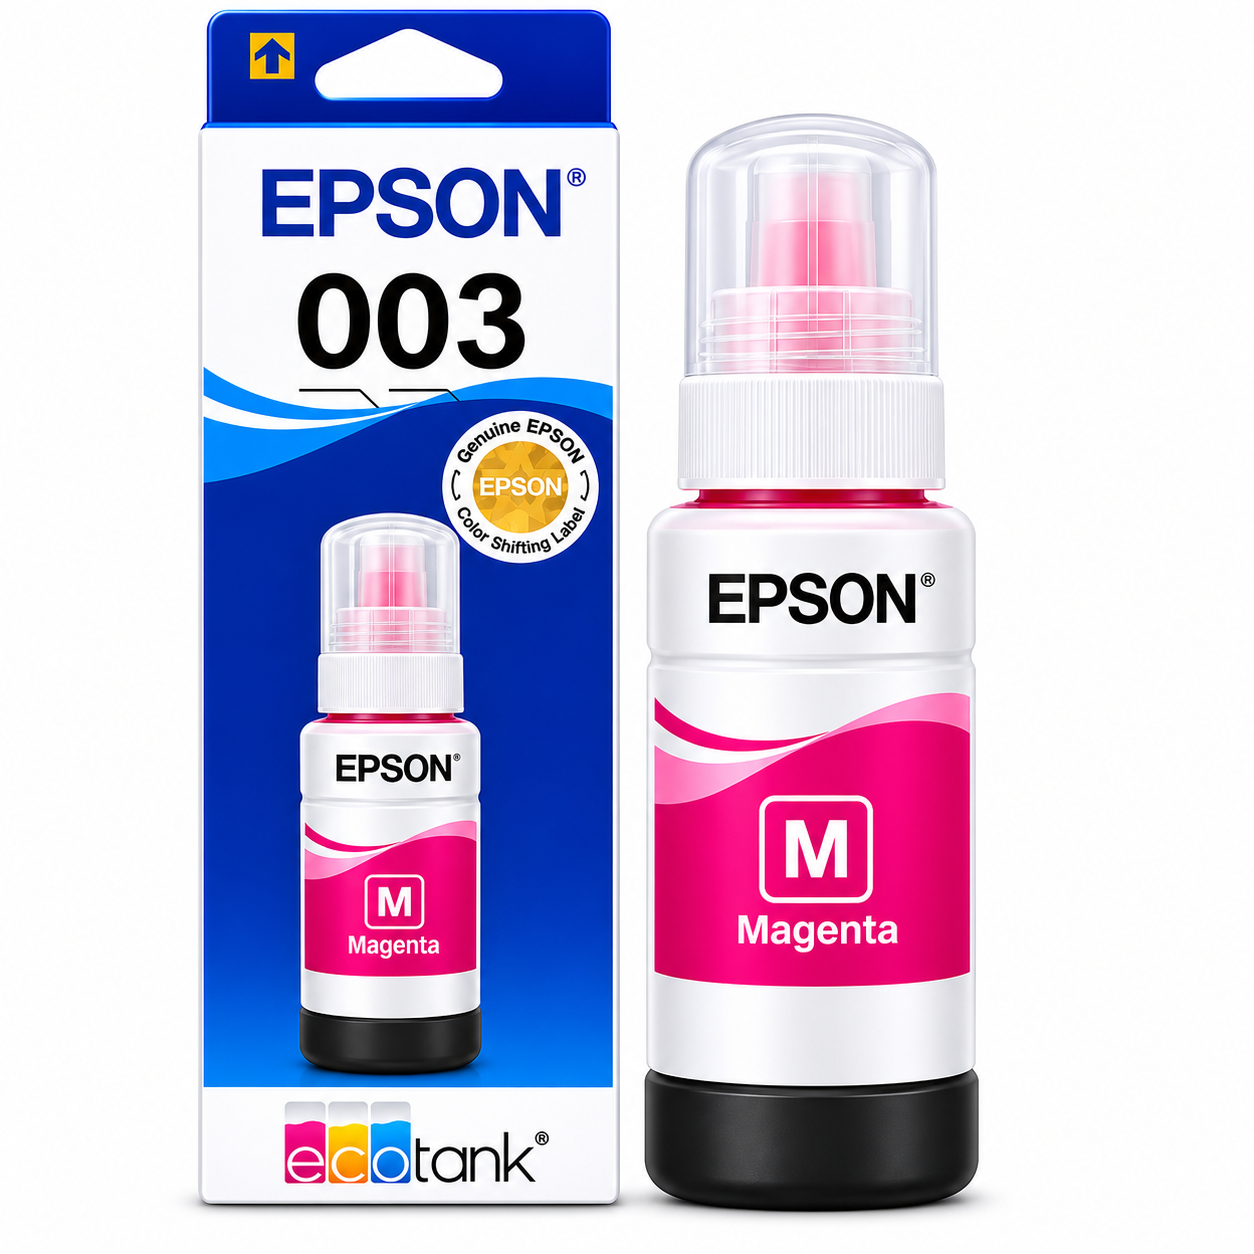 EPSON®
003
Genuine EPSON
EPSON
Color Shifting Label
EPSON®
M
Magenta
ecotank®
EPSON®
M
Magenta